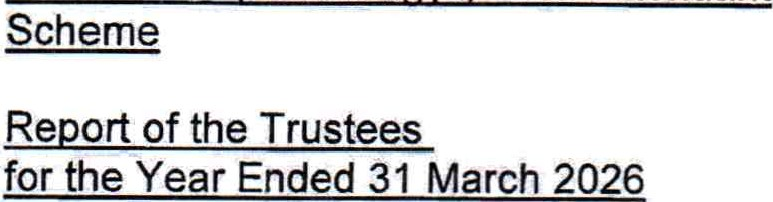 Scheme
Report of the Trustees
for the Year Ended 31 March 2026